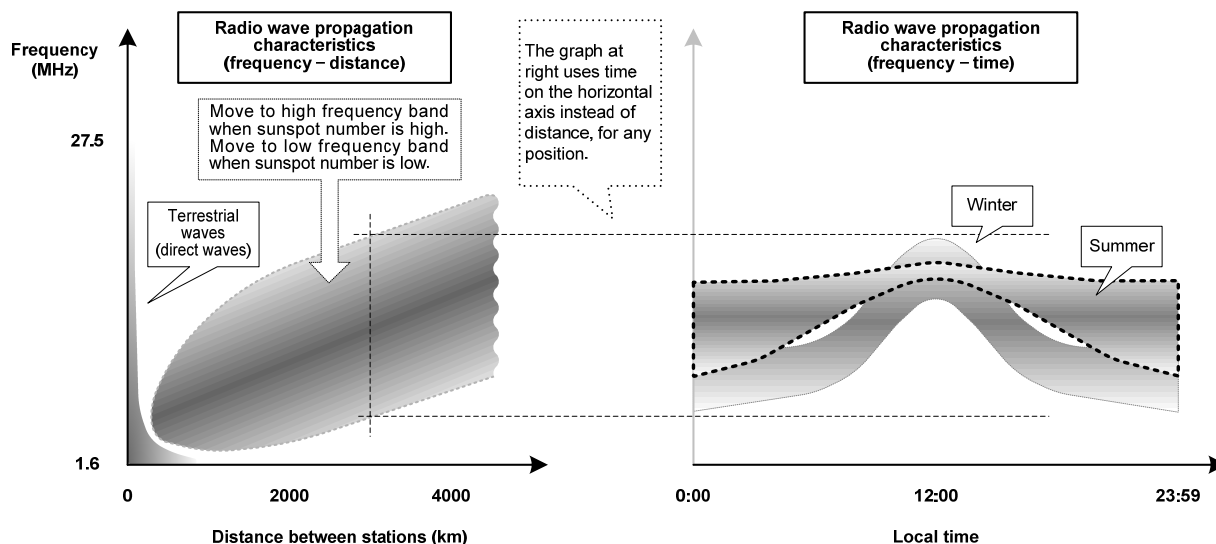 Frequency
(MHz)
27.5
1.6
Radio wave propagation
characteristics
(frequency – distance)
Move to high frequency band
when sunspot number is high.
Move to low frequency band
when sunspot number is low.
Terrestrial
waves
(direct waves)
0
2000
4000
Distance between stations (km)
The graph at
right uses time
on the horizontal
axis instead of
distance, for any
position.
Radio wave propagation
characteristics
(frequency – time)
Winter
Summer
0:00
12:00
23:59
Local time